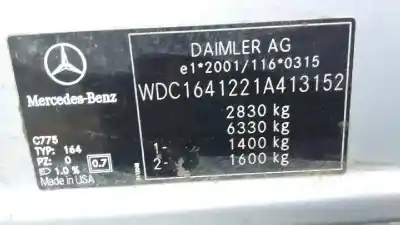 DAIMLER AG
e1*2001/116*0315
WDC1641221A413152
2830 kg
6330 kg
1- 1400 kg
2- 1600 kg
Mercedes-Benz
C775
TYP: 164
PZ: 0 0.7
1.0 %
Made in USA